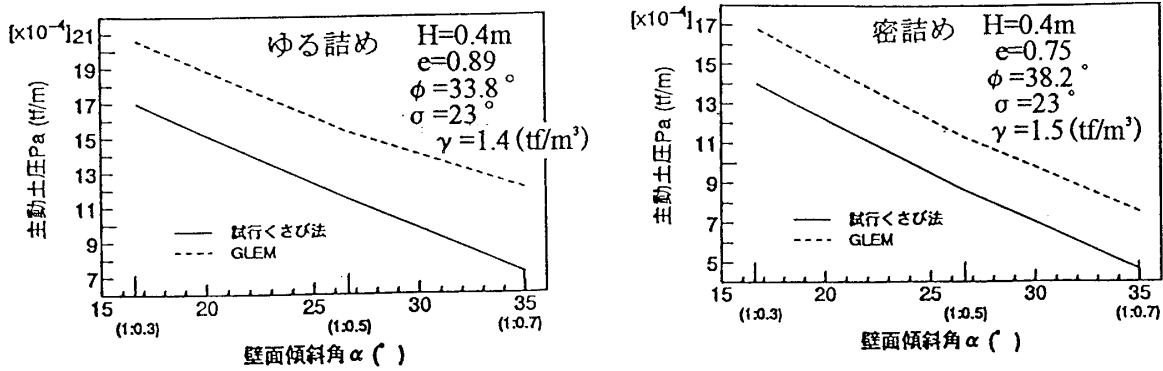 [×10⁻⁴]
21
19
17
15
13
11
9
7
主動土圧Pa (tf/m)
ゆる詰め
H=0.4m
e=0.89
φ=33.8°
σ=23°
γ=1.4 (tf/m³)
試行くさび法
GLEM
15 20 25 30 35
(1:0.3) (1:0.5) (1:0.7)
壁面傾斜角α (°)
[×10⁻⁴]
17
15
13
11
9
7
5
主動土圧Pa (tf/m)
密詰め
H=0.4m
e=0.75
φ=38.2°
σ=23°
γ=1.5 (tf/m³)
試行くさび法
GLEM
15 20 25 30 35
(1:0.3) (1:0.5) (1:0.7)
壁面傾斜角α (°)